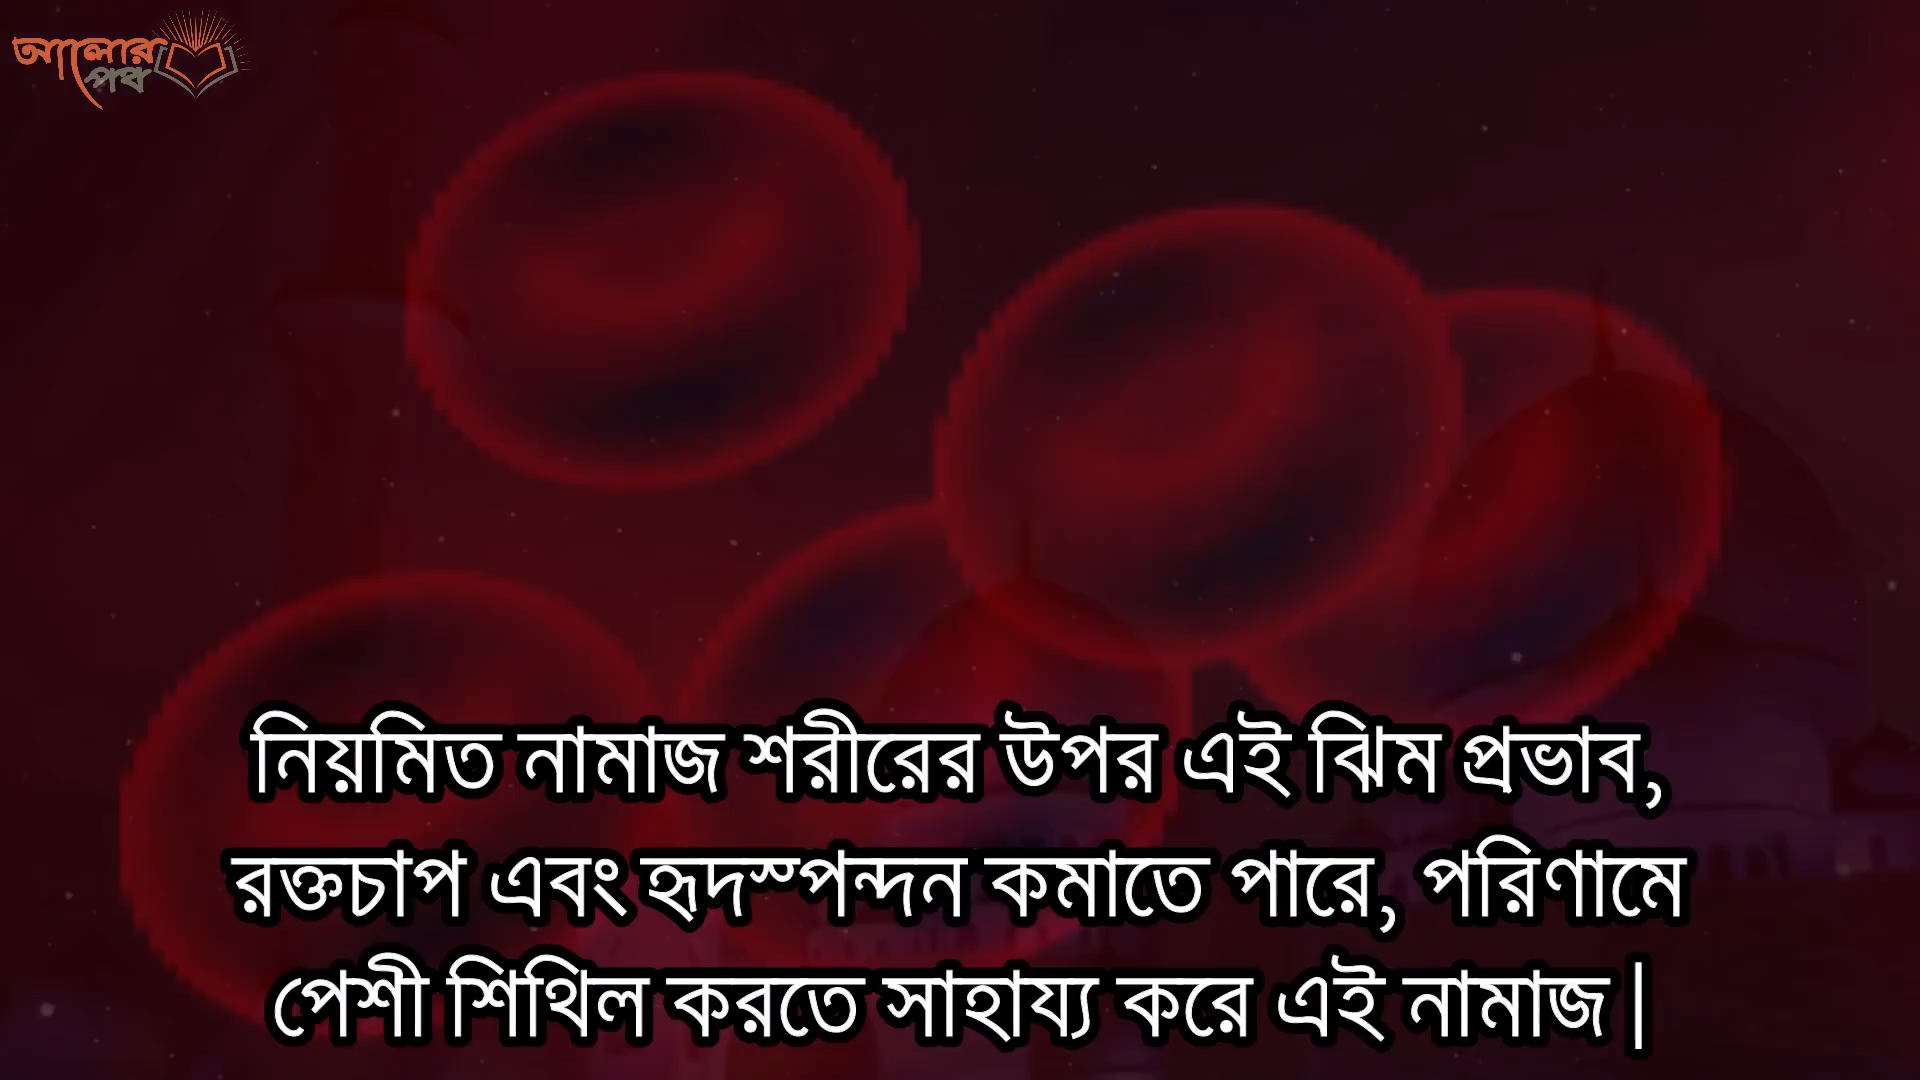 আলোর
পথ
নিয়মিত নামাজ শরীরের উপর এই ঝিম প্রভাব,
রক্তচাপ এবং হৃদস্পন্দন কমাতে পারে, পরিণামে
পেশী শিথিল করতে সাহায্য করে এই নামাজ|